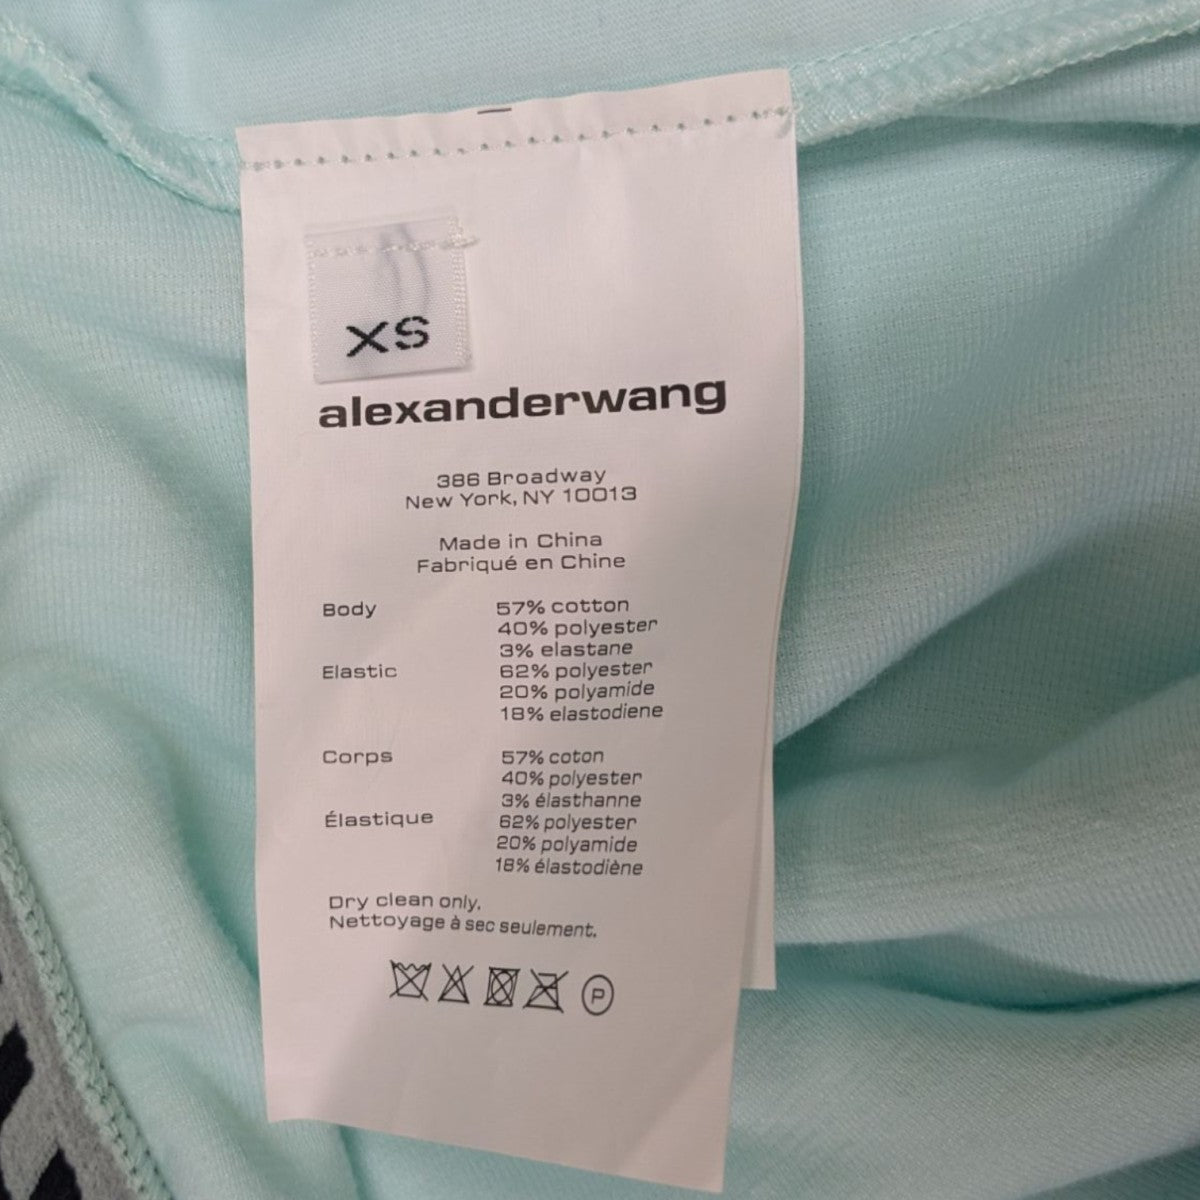 XS
alexanderwang
386 Broadway
New York, NY 10013
Made in China
Fabriqué en Chine
Body 57% cotton
40% polyester
3% elastane
Elastic 62% polyester
20% polyamide
18% elastodiene
Corps 57% coton
40% polyester
3% élasthanne
Élastique 62% polyester
20% polyamide
18% élastodiène
Dry clean only.
Nettoyage à sec seulement.
P